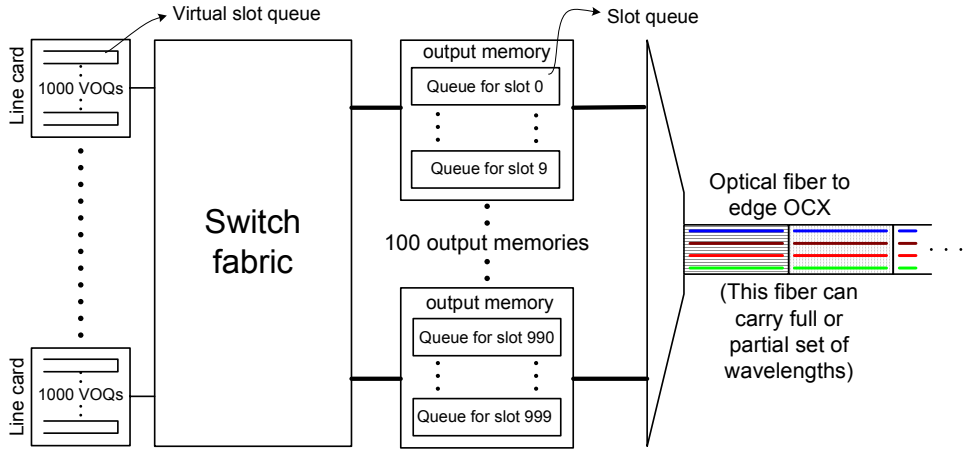 Virtual slot queue
Slot queue
Line card
1000 VOQs
output memory
Queue for slot 0
Queue for slot 9
Switch
fabric
100 output memories
Optical fiber to
edge OCX
(This fiber can
carry full or
partial set of
wavelengths)
output memory
Queue for slot 990
Queue for slot 999
Line card
1000 VOQs